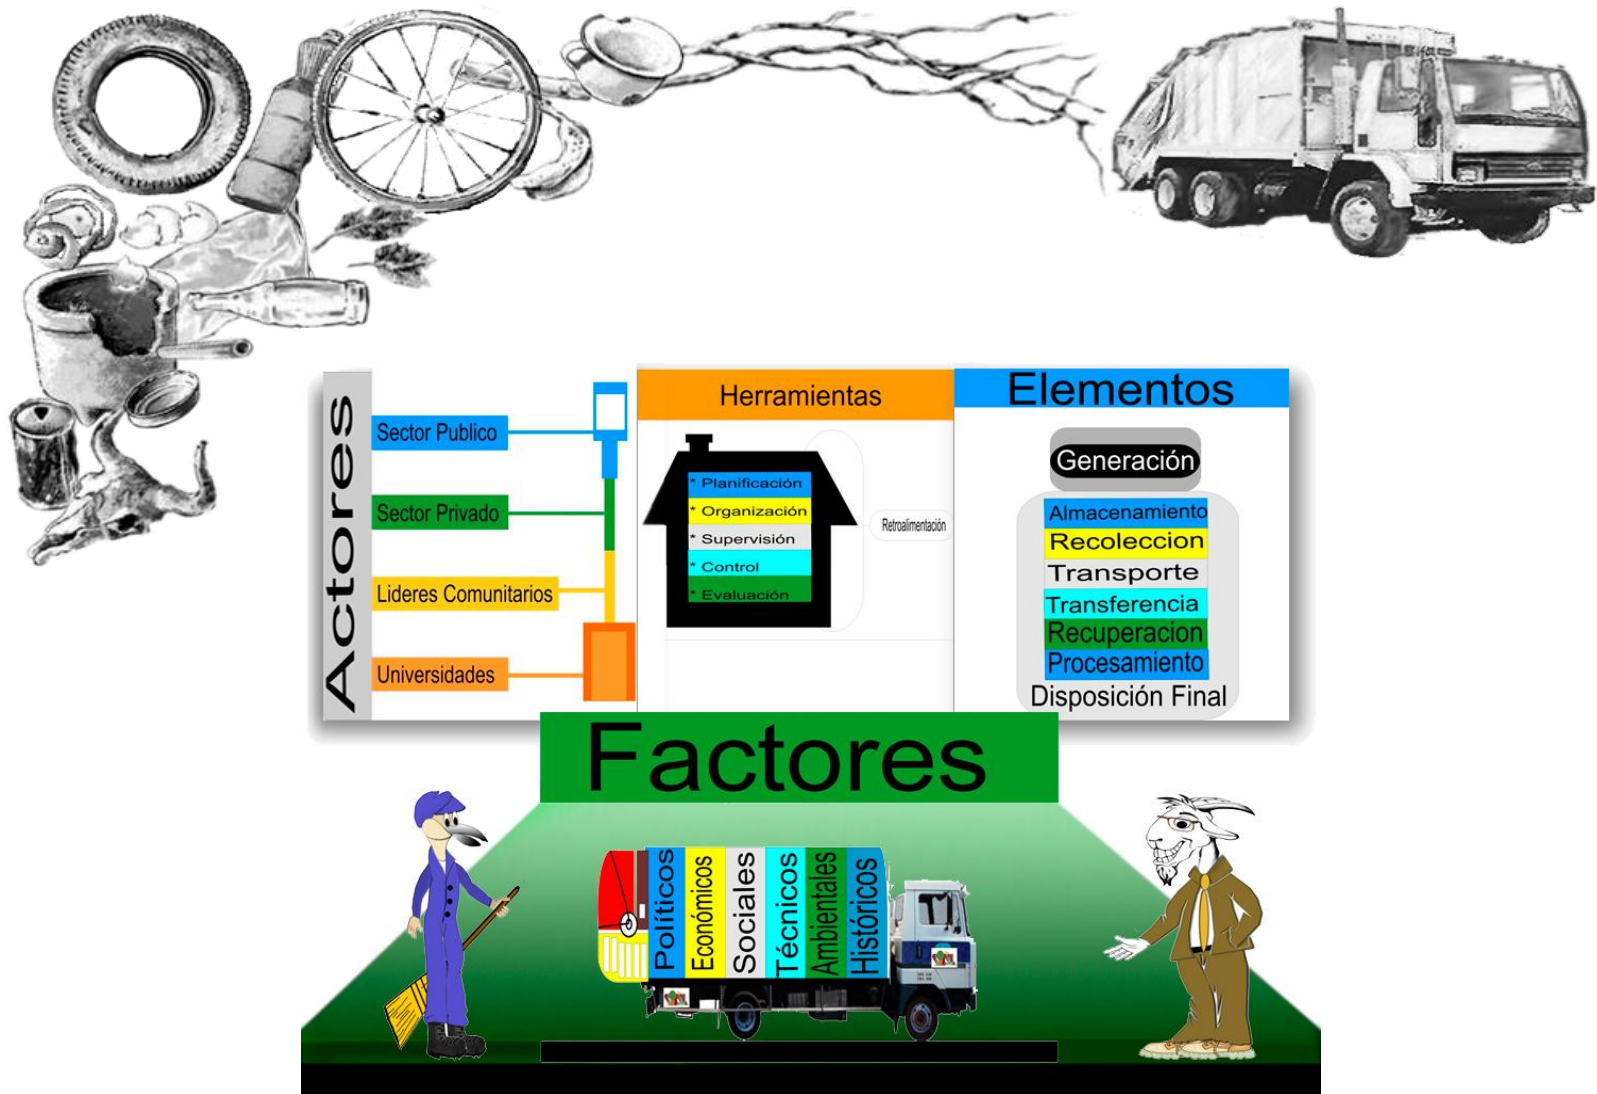 Actores
Sector Publico
Sector Privado
Lideres Comunitarios
Universidades
Herramientas
* Planificación
* Organización
* Supervisión
* Control
* Evaluación
Retroalimentación
Elementos
Generación
Almacenamiento
Recoleccion
Transporte
Transferencia
Recuperacion
Procesamiento
Disposición Final
Factores
Políticos
Económicos
Sociales
Técnicos
Ambientales
Históricos